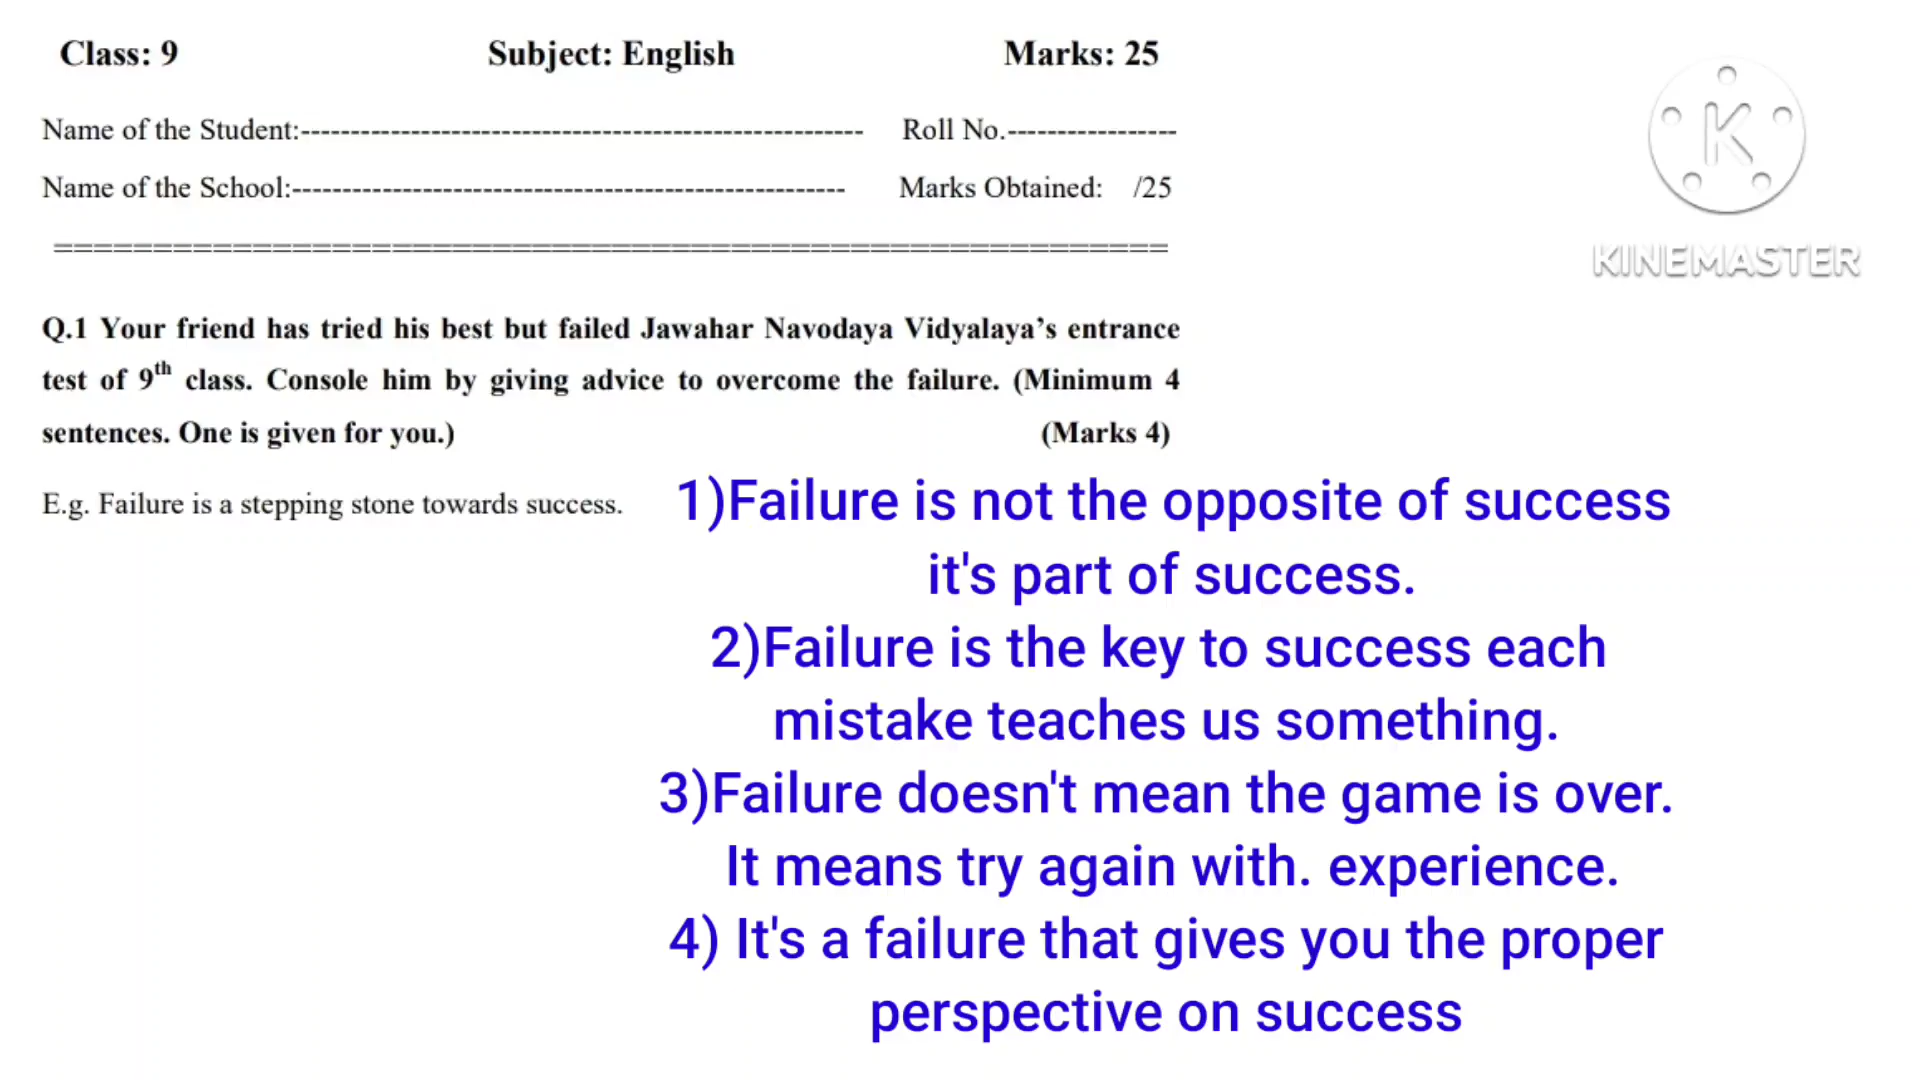 Class: 9 Subject: English Marks: 25
Name of the Student:-------------------------------------------------------- Roll No.-----------------
Name of the School:------------------------------------------------------- Marks Obtained: /25
========================================================
KINEMASTER
Q.1 Your friend has tried his best but failed Jawahar Navodaya Vidyalaya's entrance
test of 9th class. Console him by giving advice to overcome the failure. (Minimum 4
sentences. One is given for you.) (Marks 4)
E.g. Failure is a stepping stone towards success.
1)Failure is not the opposite of success
it's part of success.
2)Failure is the key to success each
mistake teaches us something.
3)Failure doesn't mean the game is over.
It means try again with. experience.
4) It's a failure that gives you the proper
perspective on success